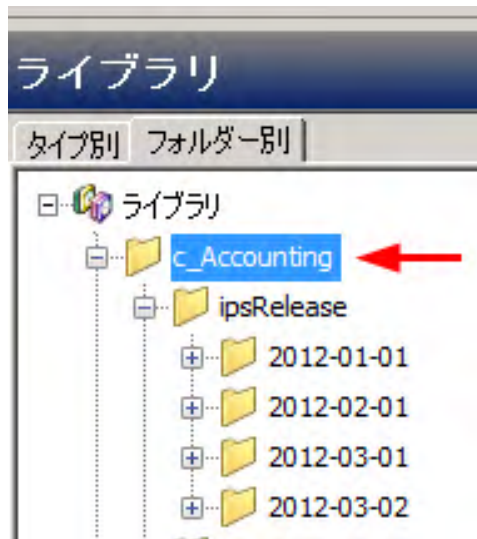 ライブラリ
タイプ別 フォルダー別
ライブラリ
c_Accounting
ipsRelease
2012-01-01
2012-02-01
2012-03-01
2012-03-02